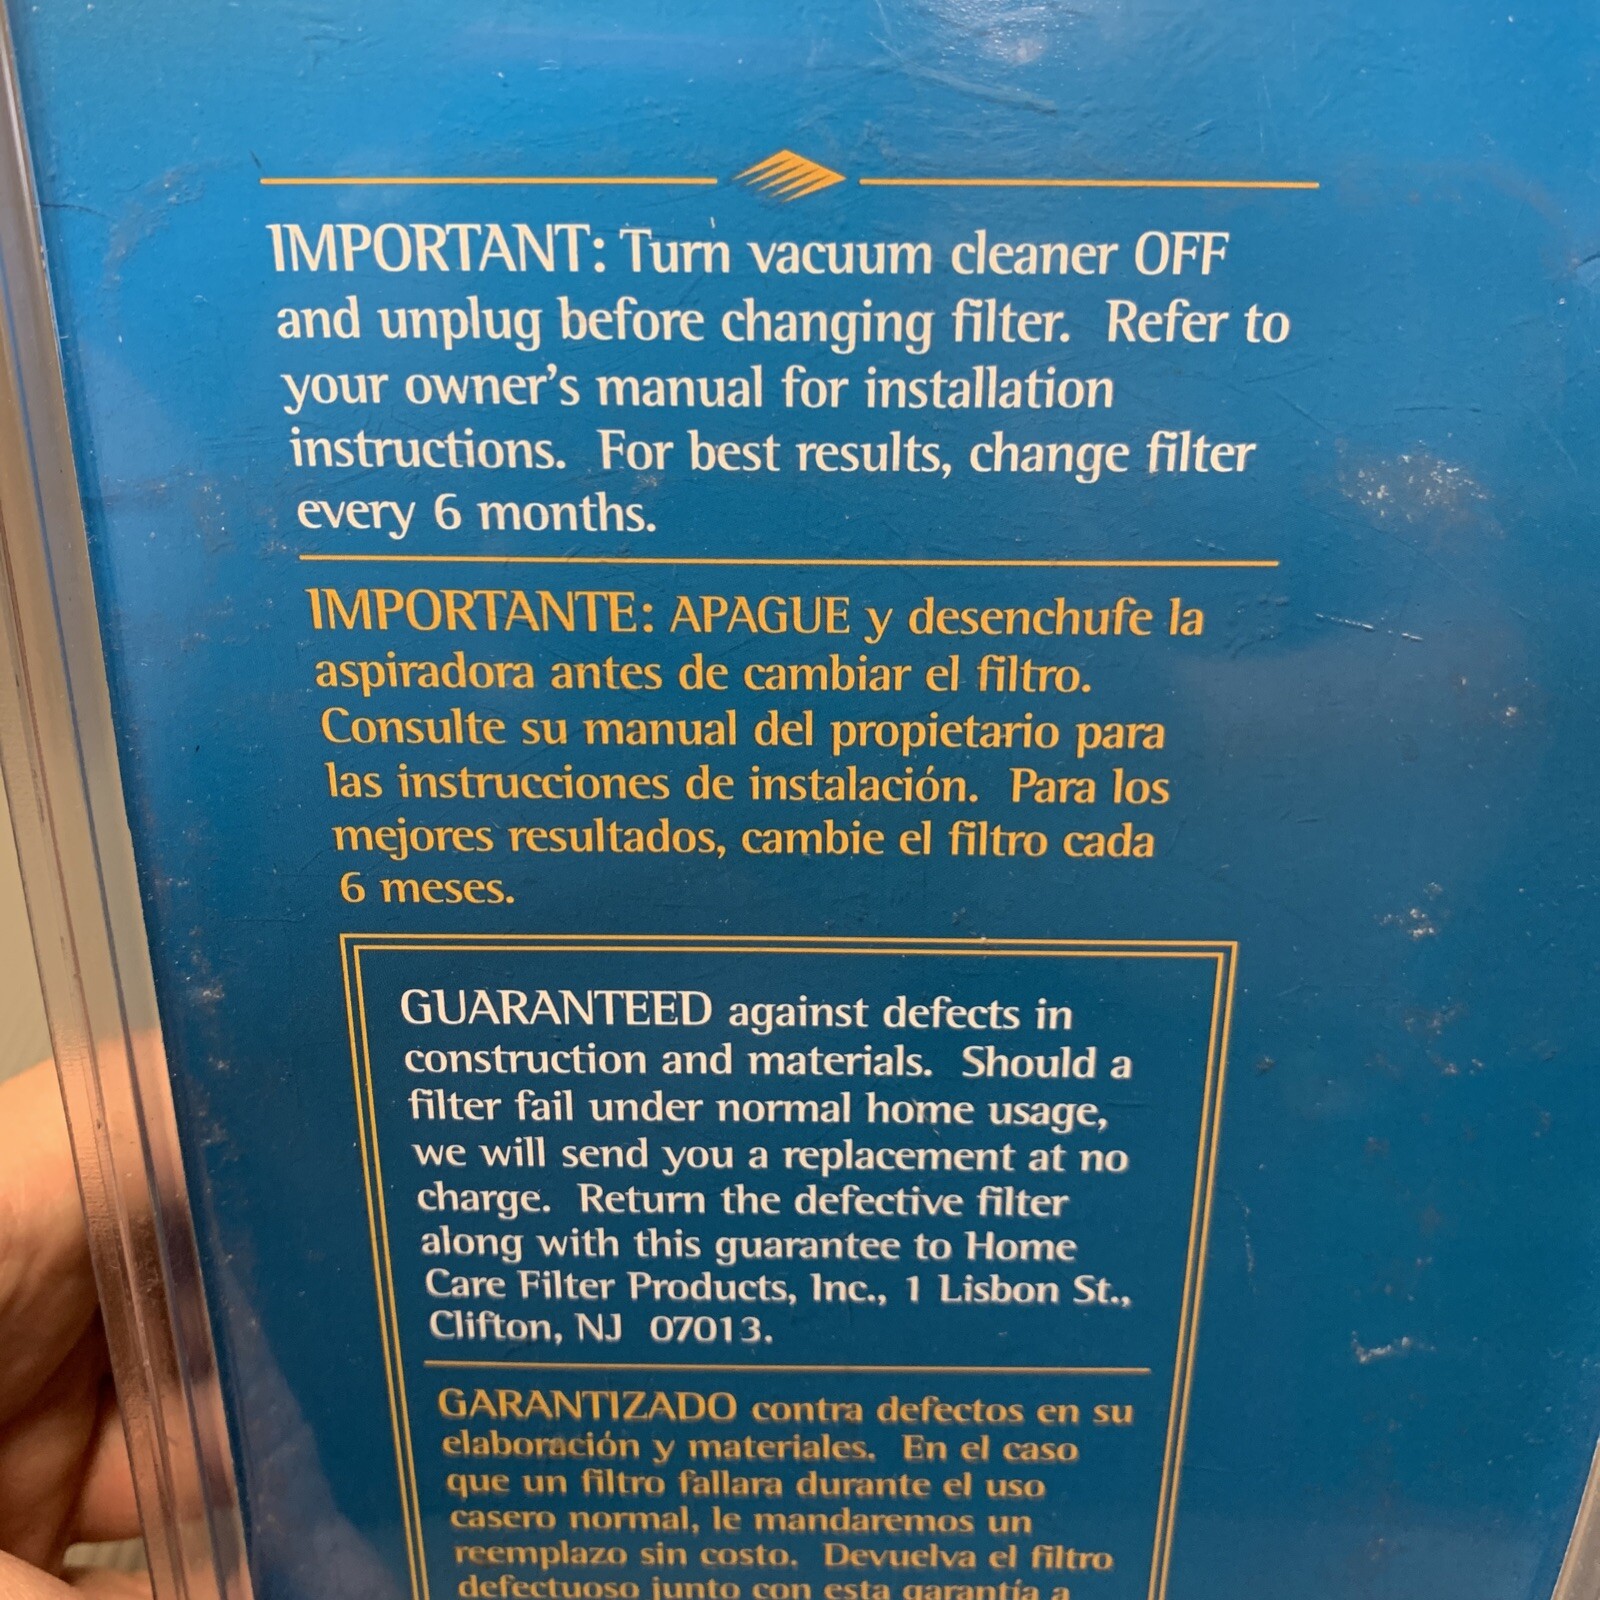 IMPORTANT: Turn vacuum cleaner OFF
and unplug before changing filter.  Refer to
your owner's manual for installation
instructions.  For best results, change filter
every 6 months.
IMPORTANTE: APAGUE y desenchufe la
aspiradora antes de cambiar el filtro.
Consulte su manual del propietario para
las instrucciones de instalación.  Para los
mejores resultados, cambie el filtro cada
6 meses.
GUARANTEED against defects in
construction and materials.  Should a
filter fail under normal home usage,
we will send you a replacement at no
charge.  Return the defective filter
along with this guarantee to Home
Care Filter Products, Inc., 1 Lisbon St.,
Clifton, NJ  07013.
GARANTIZADO contra defectos en su
elaboración y materiales.  En el caso
que un filtro fallara durante el uso
casero normal, le mandaremos un
reemplazo sin costo.  Devuelva el filtro
defectuoso junto con esta garantía a